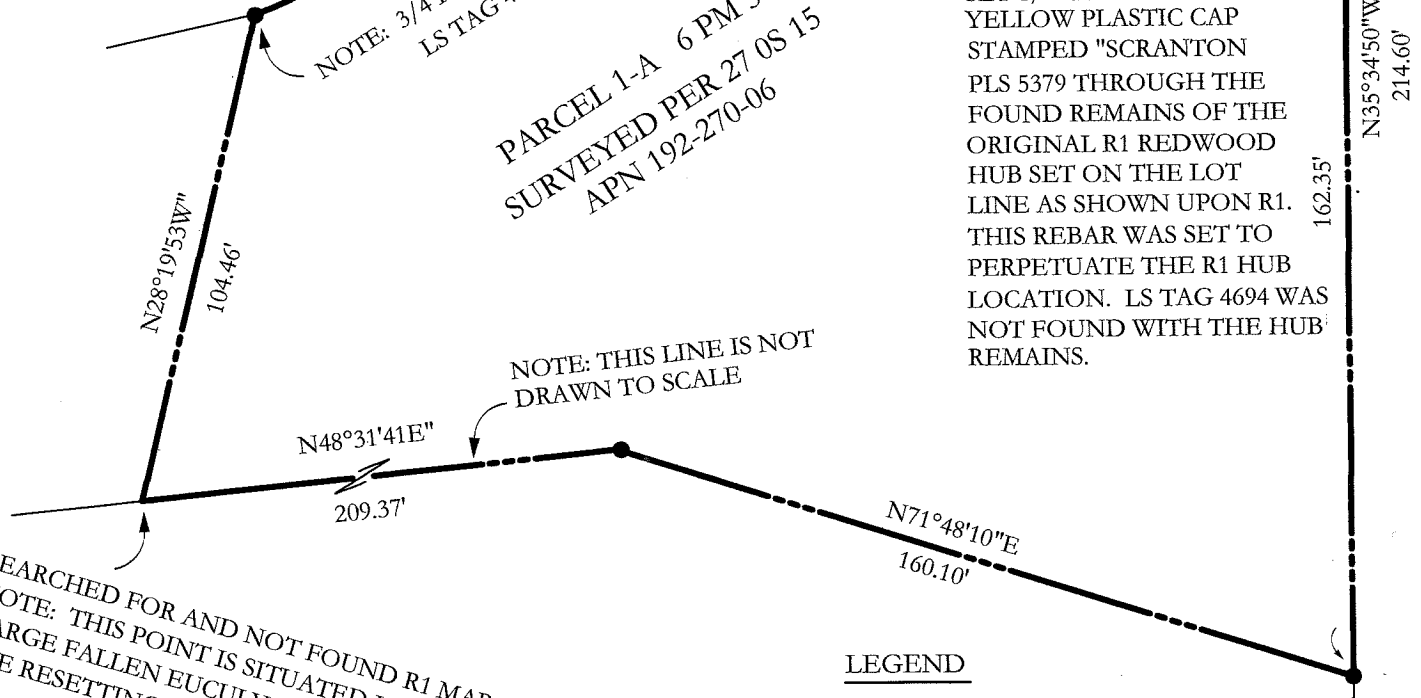 NOTE: 3/4
LS TAG
PARCEL 1-A 6 PM
SURVEYED PER 27 0S 15
APN 192-270-06
YELLOW PLASTIC CAP
STAMPED "SCRANTON
PLS 5379 THROUGH THE
FOUND REMAINS OF THE
ORIGINAL R1 REDWOOD
HUB SET ON THE LOT
LINE AS SHOWN UPON R1.
THIS REBAR WAS SET TO
PERPETUATE THE R1 HUB
LOCATION. LS TAG 4694 WAS
NOT FOUND WITH THE HUB
REMAINS.
N35°34'50"W
214.60'
162.35'
N28°19'53W"
104.46'
NOTE: THIS LINE IS NOT
DRAWN TO SCALE
N48°31'41E"
209.37'
N71°48'10"E
160.10'
EARCHED FOR AND NOT FOUND R1
OTE: THIS POINT IS SITUATED
ARGE FALLEN
E RESETTING
LEGEND